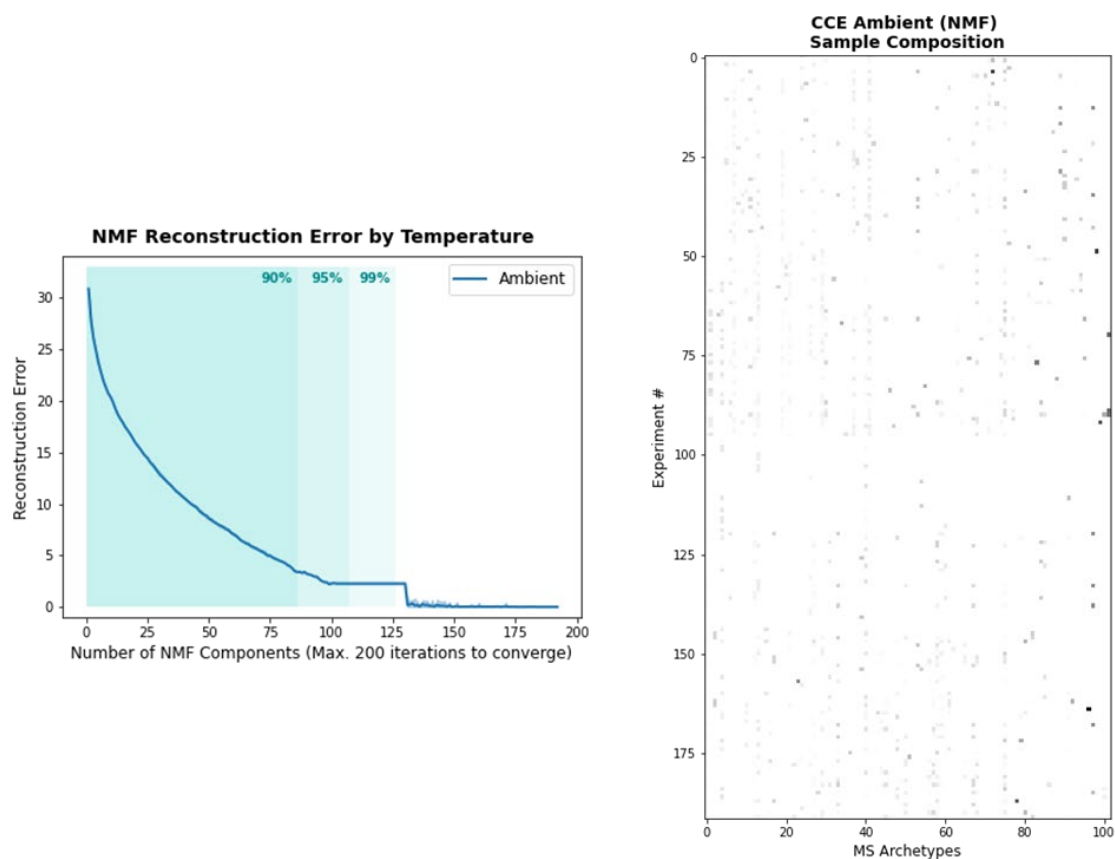 NMF Reconstruction Error by Temperature
90% 95% 99%
Ambient
Reconstruction Error
30
25
20
15
10
5
0
0 25 50 75 100 125 150 175 200
Number of NMF Components (Max. 200 iterations to converge)
CCE Ambient (NMF)
Sample Composition
Experiment #
0
25
50
75
100
125
150
175
0 20 40 60 80 100
MS Archetypes